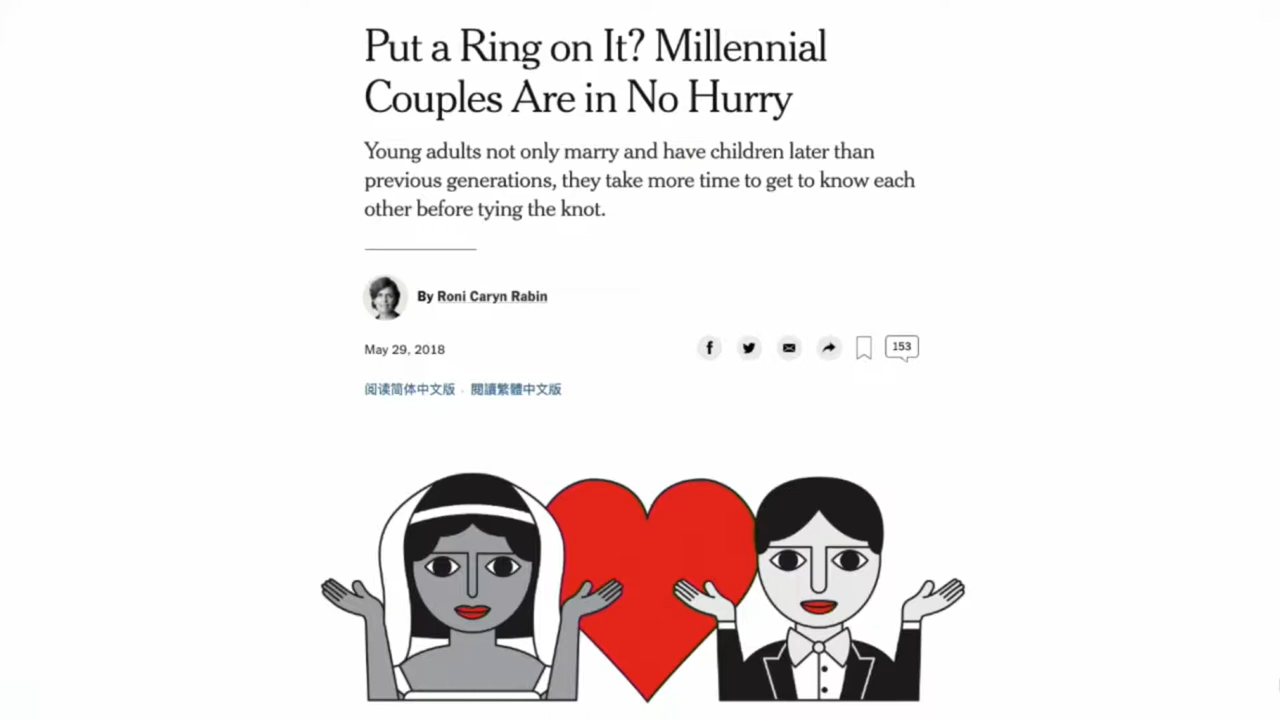 Put a Ring on It? Millennial
Couples Are in No Hurry
Young adults not only marry and have children later than
previous generations, they take more time to get to know each
other before tying the knot.
By Roni Caryn Rabin
May 29, 2018
153
阅读简体中文版 · 閱讀繁體中文版